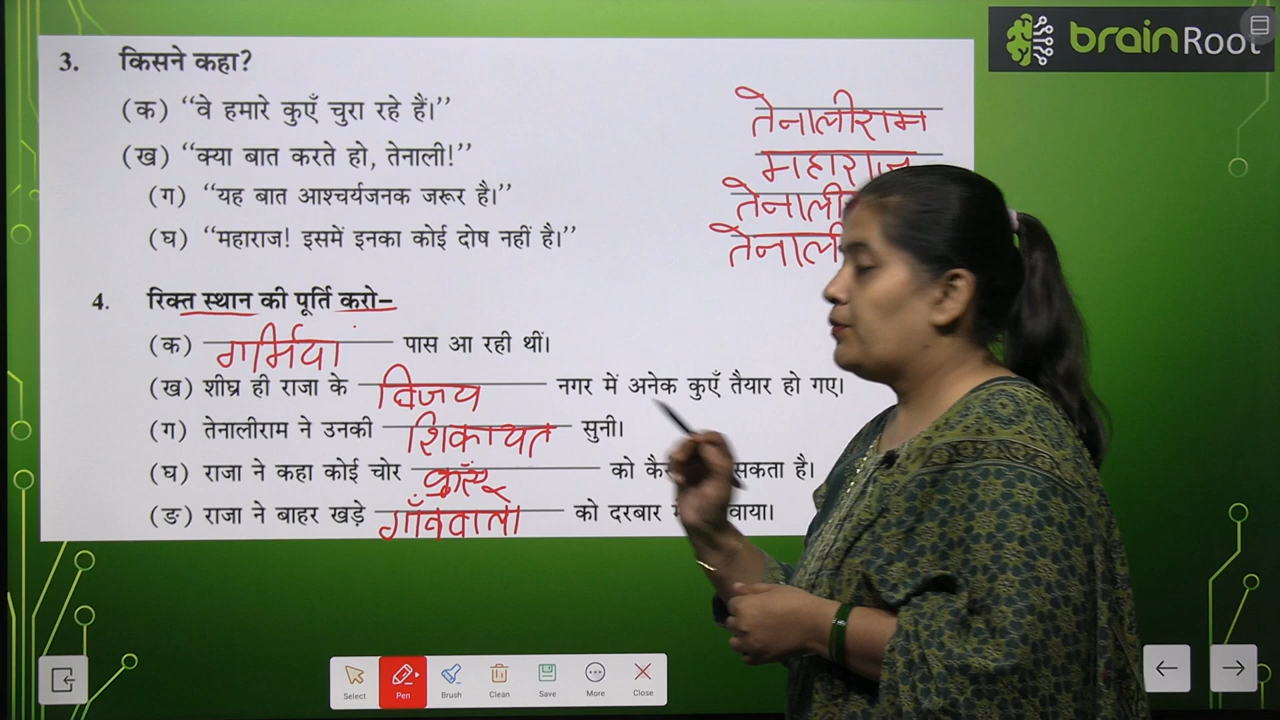 brainRoot
3. किसने कहा?
(क) “वे हमारे कुएँ चुरा रहे हैं।” तेनालीराम
(ख) “क्या बात करते हो, तेनाली!” महाराज
(ग) “यह बात आश्चर्यजनक जरूर है।” तेनाली
(घ) “महाराज! इसमें इनका कोई दोष नहीं है।” तेनाली
4. रिक्त स्थान की पूर्ति करो–
(क) गर्मियां पास आ रही थीं।
(ख) शीघ्र ही राजा के विजय नगर में अनेक कुएँ तैयार हो गए।
(ग) तेनालीराम ने उनकी शिकायत सुनी।
(घ) राजा ने कहा कोई चोर को सकता है।
(ङ) राजा ने बाहर खड़े गाँववालों को दरबार वाया।
Select Pen Brush Clean Save More Close